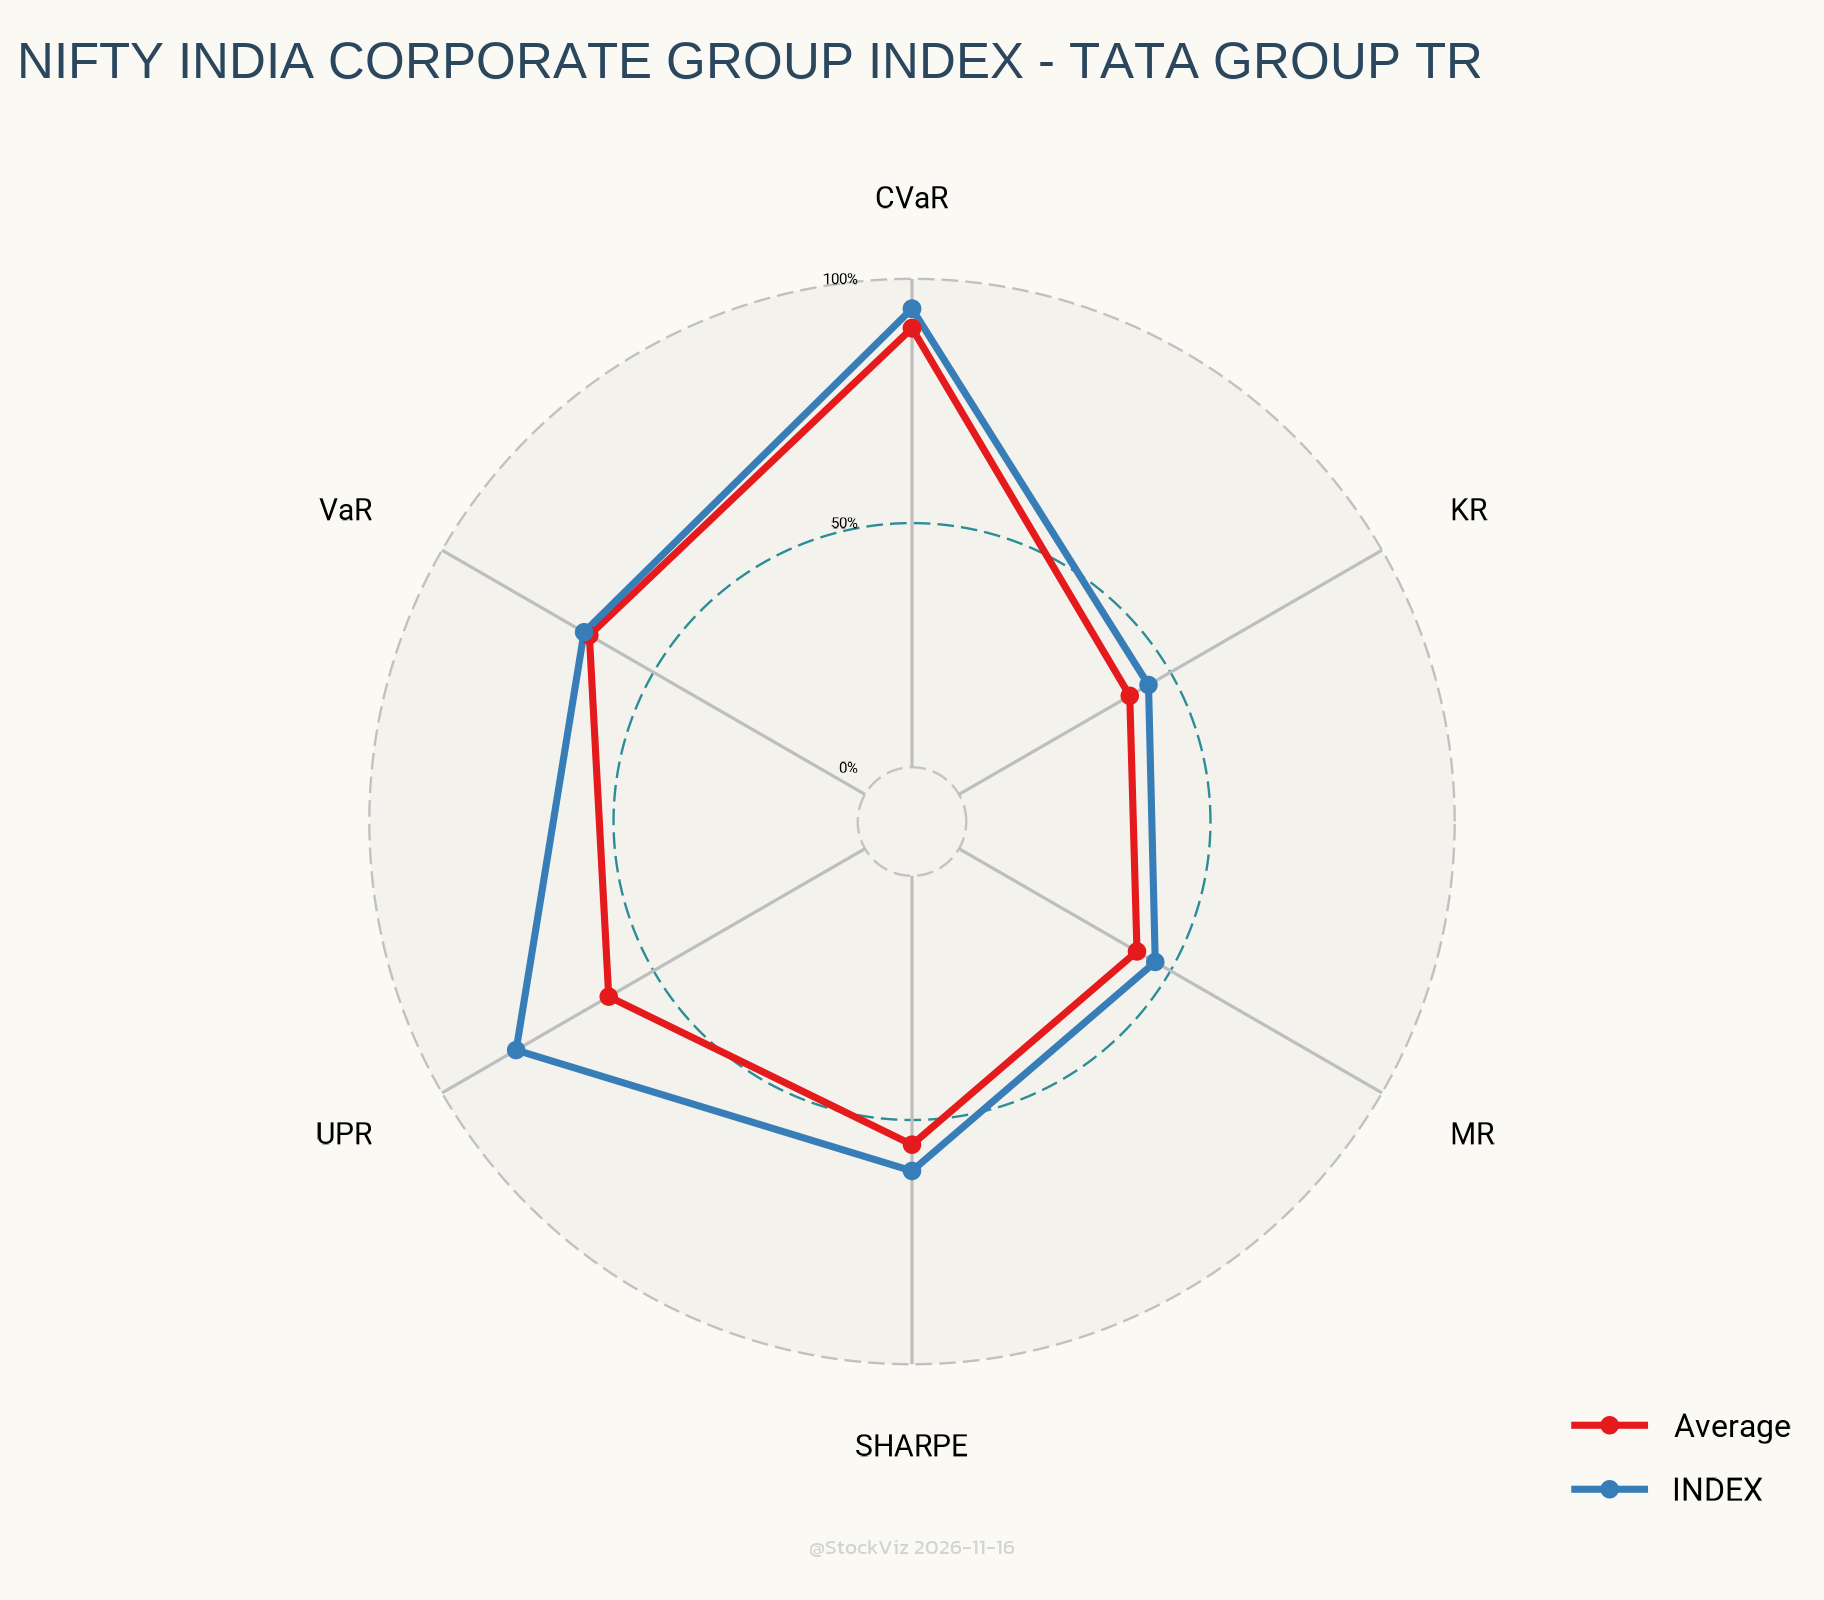 NIFTY INDIA CORPORATE GROUP INDEX - TATA GROUP TR
CVaR
100%
VaR
KR
50%
0%
UPR
MR
SHARPE
Average
INDEX
@StockViz 2026-11-16